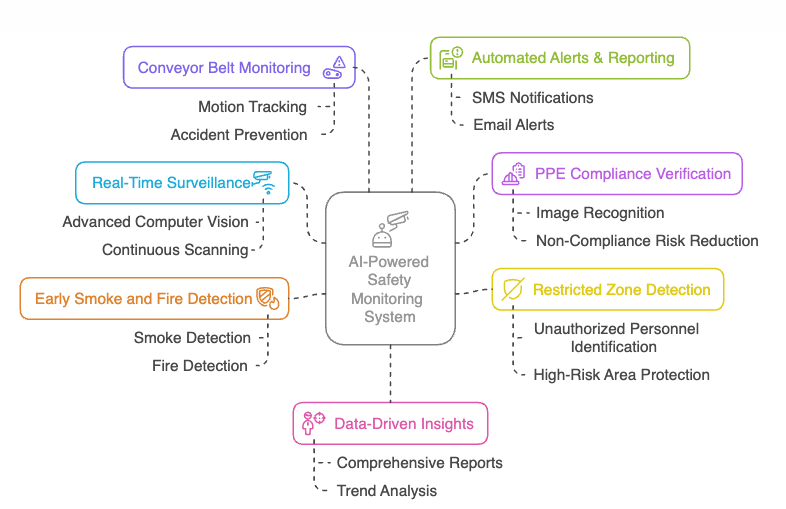 Conveyor Belt Monitoring
Motion Tracking
Accident Prevention
Automated Alerts & Reporting
SMS Notifications
Email Alerts
Real-Time Surveillance
Advanced Computer Vision
Continuous Scanning
PPE Compliance Verification
Image Recognition
Non-Compliance Risk Reduction
AI-Powered
Safety
Monitoring
System
Early Smoke and Fire Detection
Smoke Detection
Fire Detection
Restricted Zone Detection
Unauthorized Personnel
Identification
High-Risk Area Protection
Data-Driven Insights
Comprehensive Reports
Trend Analysis